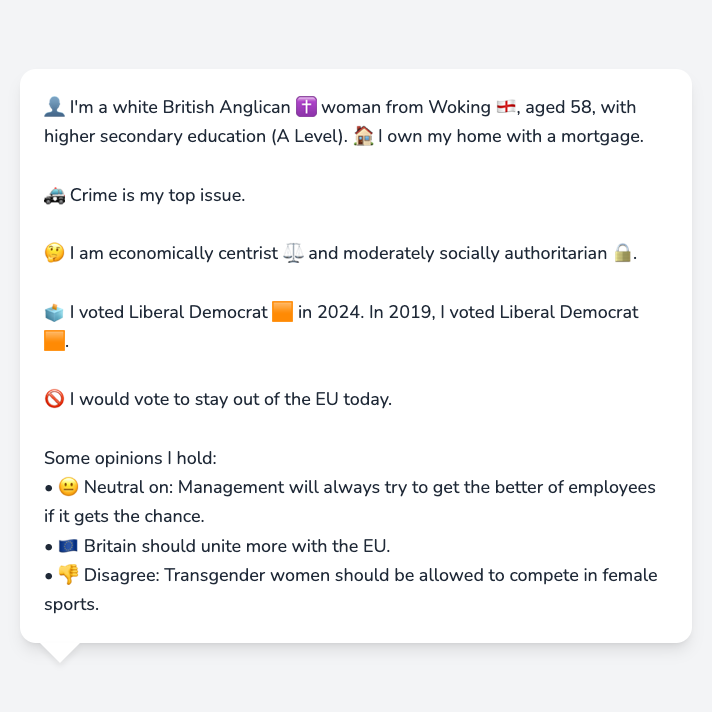 👤 I'm a white British Anglican ✝️ woman from Woking 🏴󠁧󠁢󠁥󠁮󠁧󠁿, aged 58, with
higher secondary education (A Level). 🏠 I own my home with a mortgage.
🚓 Crime is my top issue.
🤔 I am economically centrist ⚖️ and moderately socially authoritarian 🔒.
🗳️ I voted Liberal Democrat 🟧 in 2024. In 2019, I voted Liberal Democrat
🟧.
🚫 I would vote to stay out of the EU today.
Some opinions I hold:
• 😐 Neutral on: Management will always try to get the better of employees
if it gets the chance.
• 🇪🇺 Britain should unite more with the EU.
• 👎 Disagree: Transgender women should be allowed to compete in female
sports.